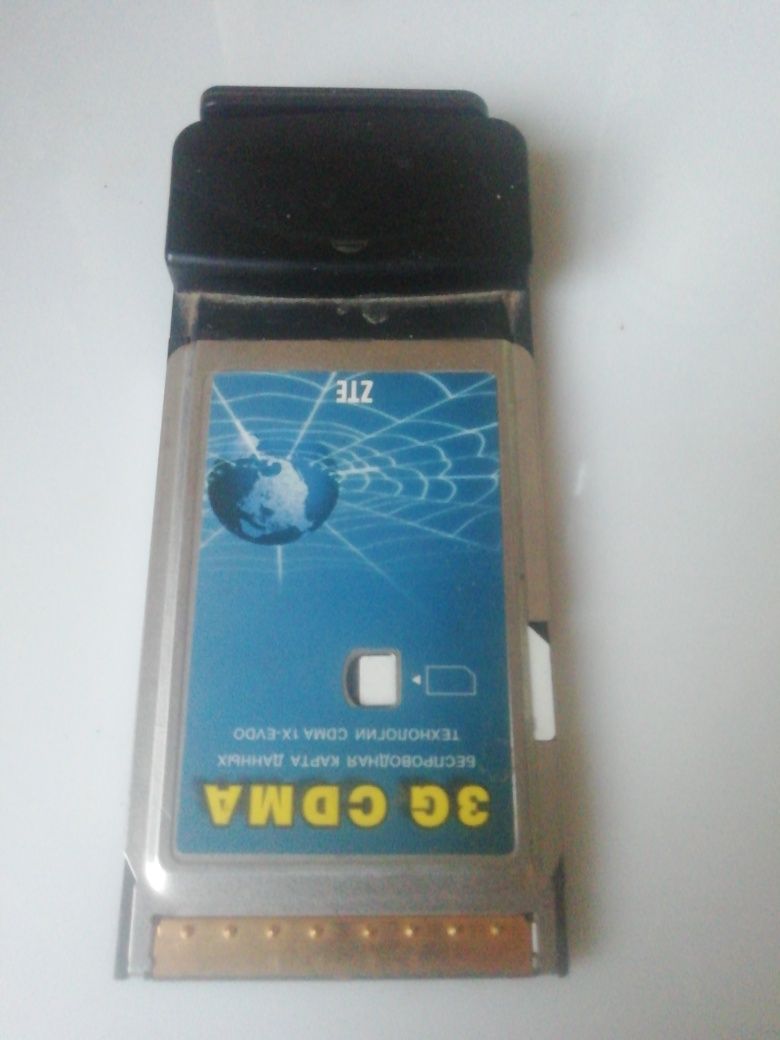 3G CDMA
БЕСПРОВОДНАЯ КАРТА ДАННЫХ
ТЕХНОЛОГИИ CDMA 1X-EVDO
ZTE